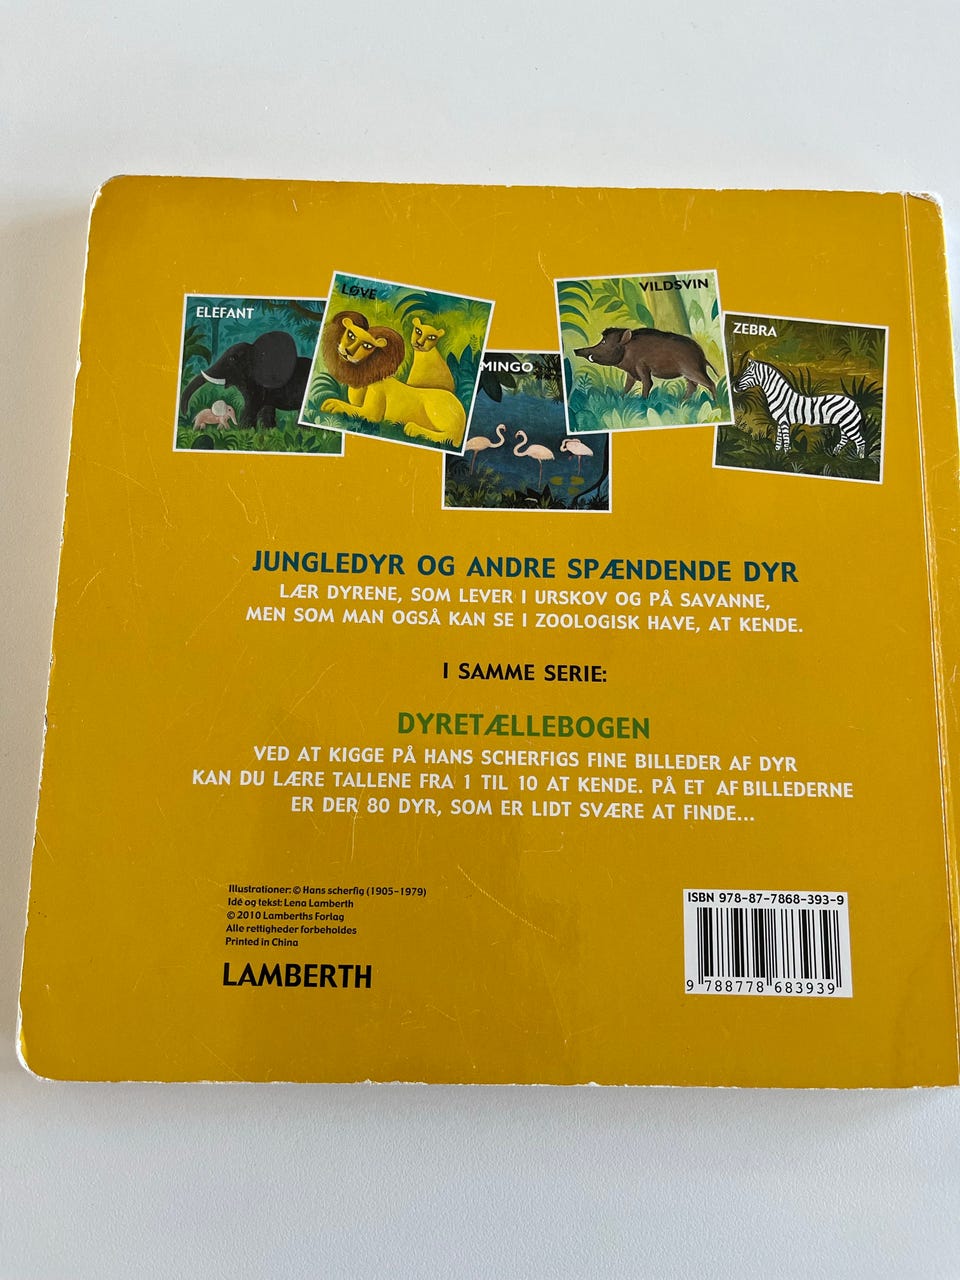 ELEFANT
LØVE
MINGO
VILDSVIN
ZEBRA
JUNGLEDYR OG ANDRE SPÆNDENDE DYR
LÆR DYRENE, SOM LEVER I URSKOV OG PÅ SAVANNE,
MEN SOM MAN OGSÅ KAN SE I ZOOLOGISK HAVE, AT KENDE.
I SAMME SERIE:
DYRETÆLLEBOGEN
VED AT KIGGE PÅ HANS SCHERFIGS FINE BILLEDER AF DYR
KAN DU LÆRE TALLENE FRA 1 TIL 10 AT KENDE. PÅ ET AF BILLEDERNE
ER DER 80 DYR, SOM ER LIDT SVÆRE AT FINDE...
Illustrationer: © Hans scherfig (1905-1979)
Idé og tekst: Lena Lamberth
© 2010 Lamberths Forlag
Alle rettigheder forbeholdes
Printed in China
LAMBERTH
ISBN 978-87-7868-393-9
9 788778 683939